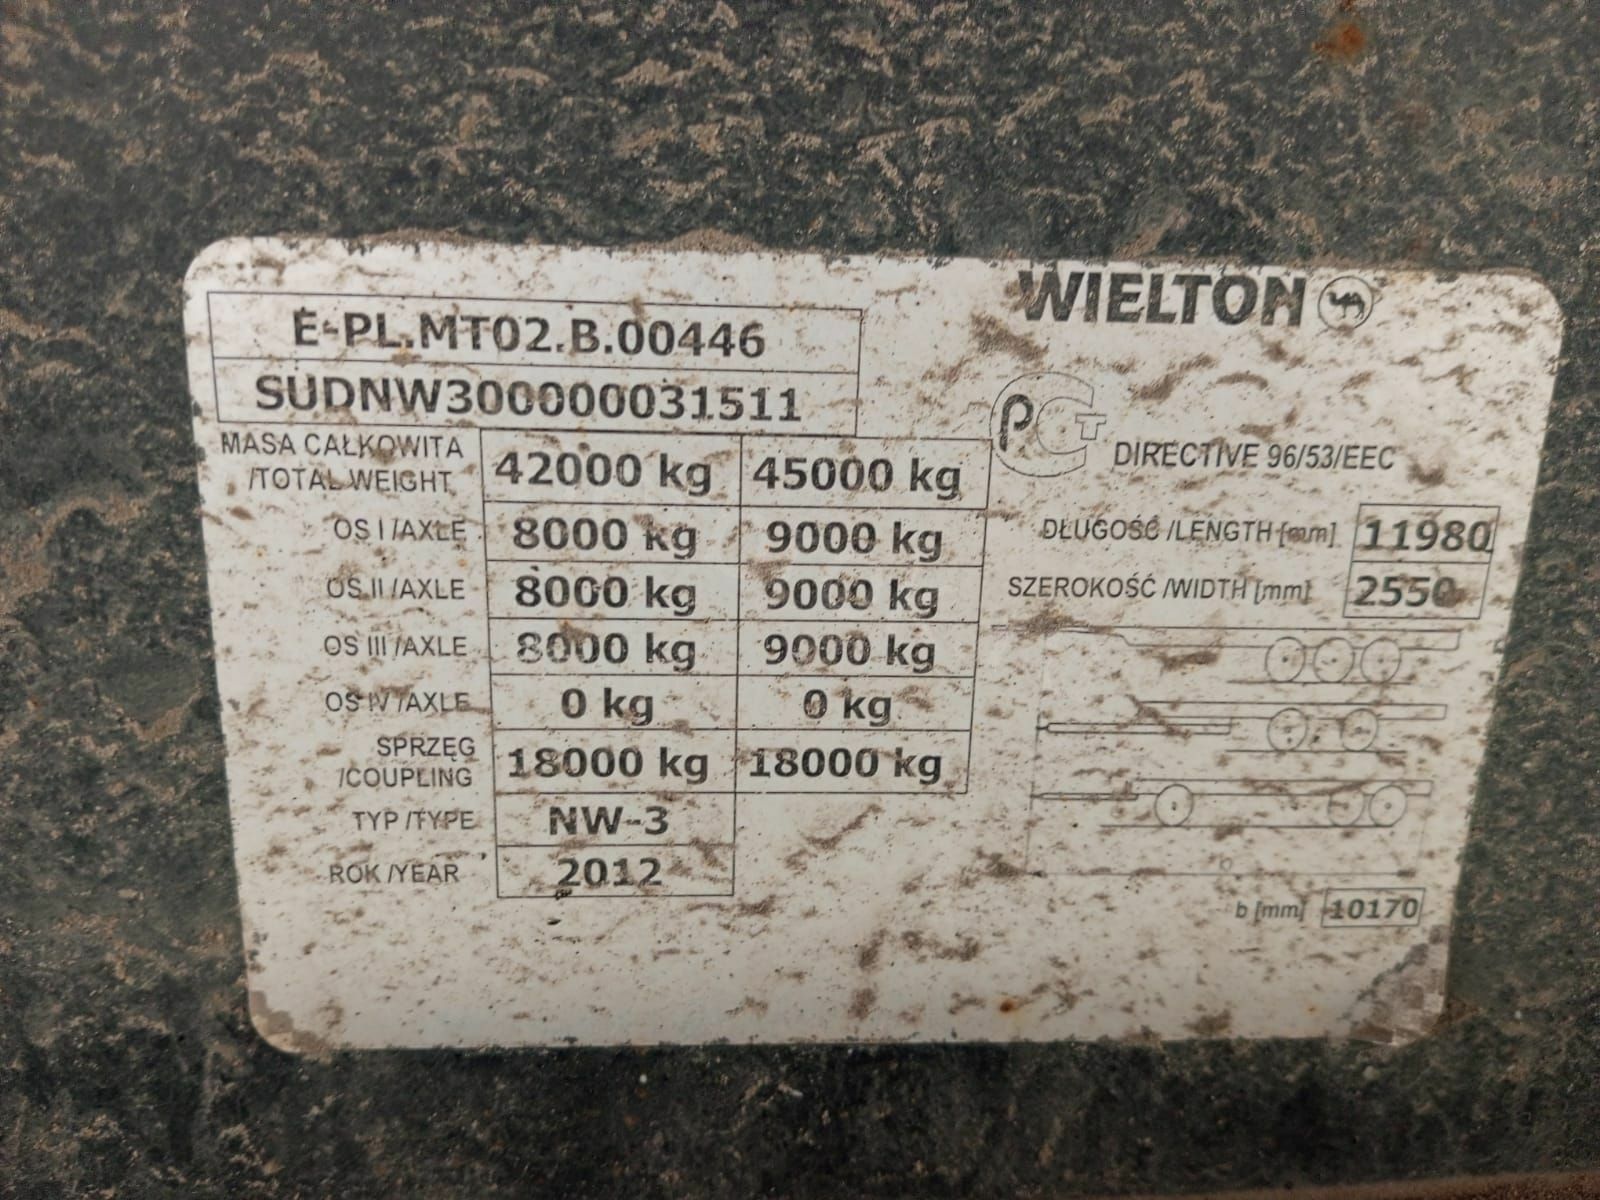 WIELTON
E-PL.MT02.B.00446
SUDNW300000031511
MASA CAŁKOWITA
/TOTAL WEIGHT 42000 kg 45000 kg
OS I /AXLE 8000 kg 9000 kg
OS II /AXLE 8000 kg 9000 kg
OS III /AXLE 8000 kg 9000 kg
OS IV /AXLE 0 kg 0 kg
SPRZĘG
/COUPLING 18000 kg 18000 kg
TYP /TYPE NW-3
ROK /YEAR 2012
PCT DIRECTIVE 96/53/EEC
DŁUGOŚĆ /LENGTH [mm] 11980
SZEROKOŚĆ /WIDTH [mm] 2550
b [mm] 10170